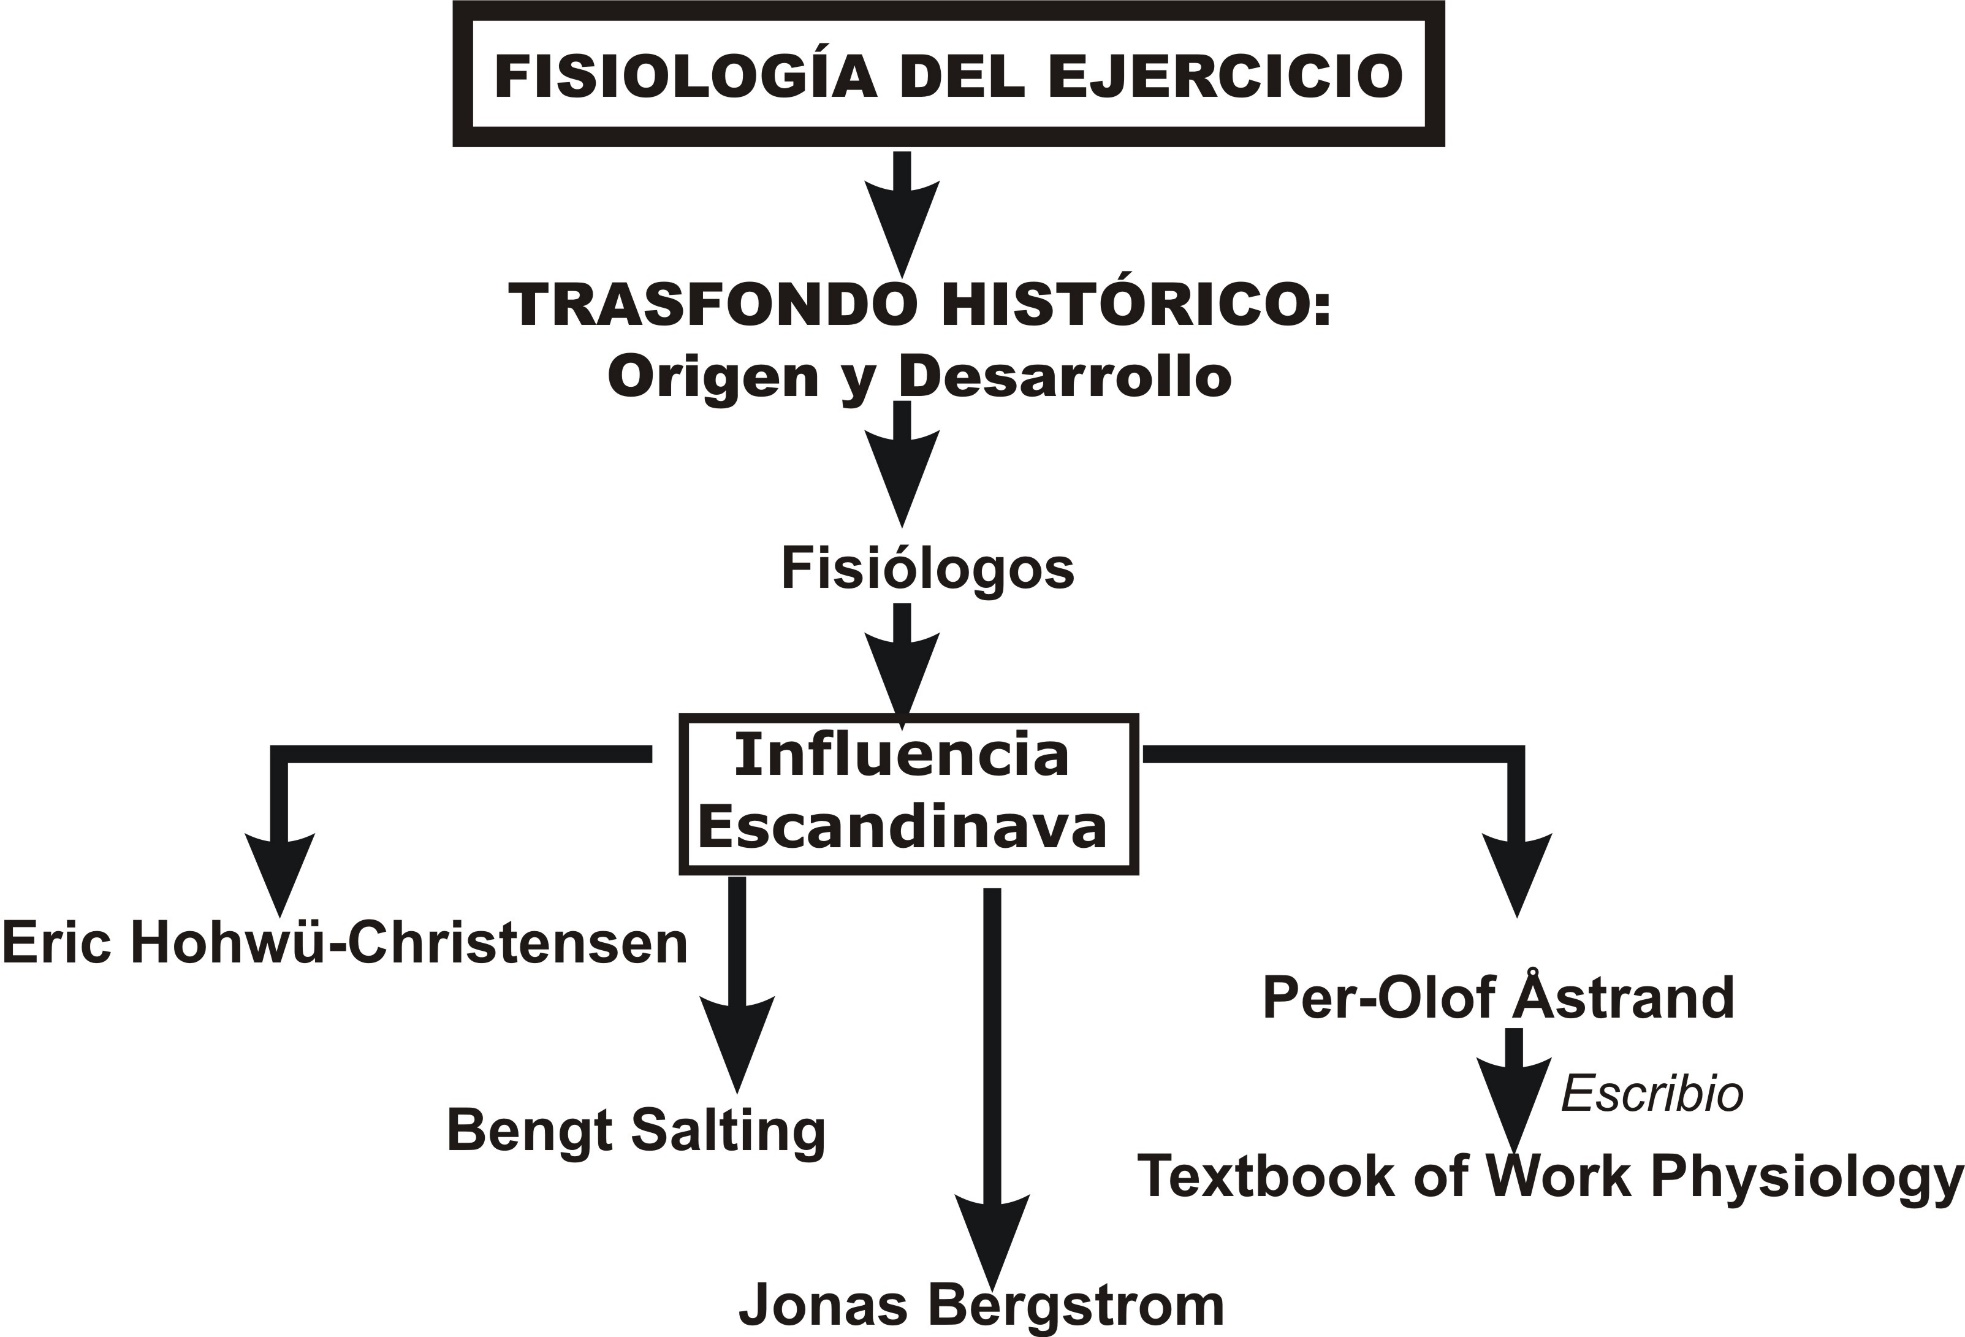 FISIOLOGÍA DEL EJERCICIO
TRASFONDO HISTÓRICO:
Origen y Desarrollo
Fisiólogos
Influencia
Escandinava
Eric Hohwü-Christensen
Bengt Salting
Jonas Bergstrom
Per-Olof Åstrand
Escribio
Textbook of Work Physiology